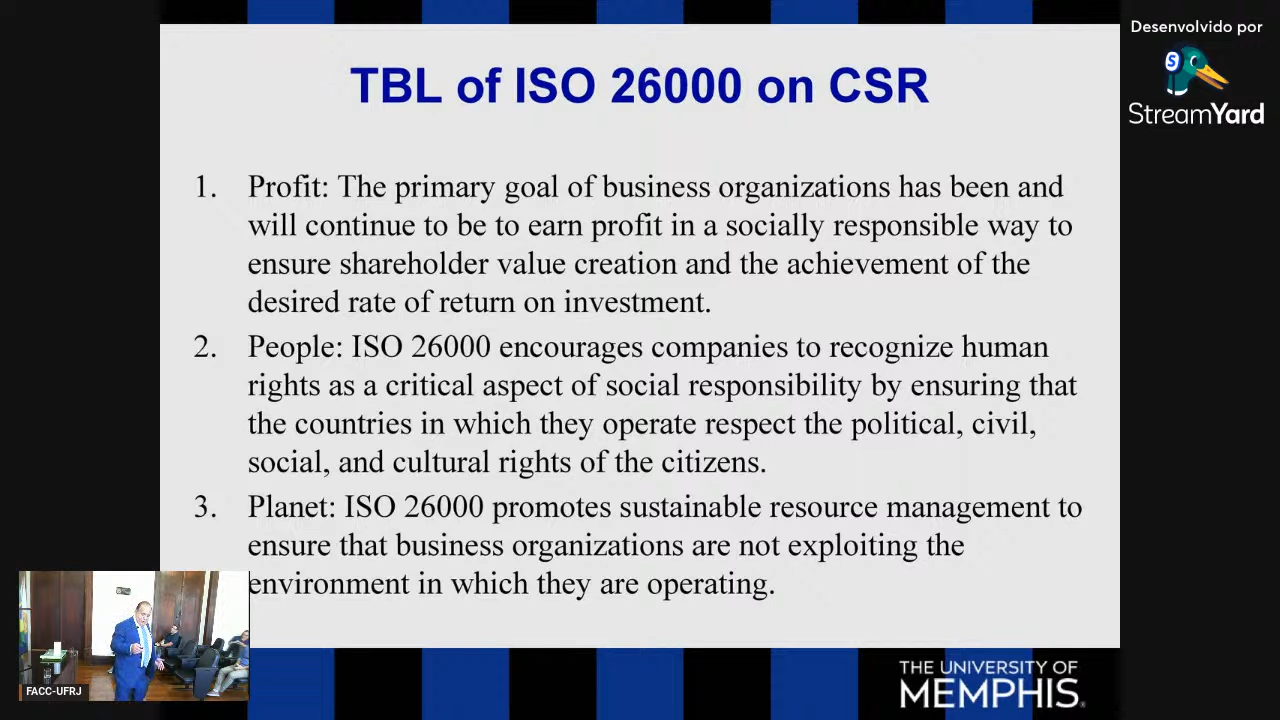 Desenvolvido por
StreamYard
TBL of ISO 26000 on CSR
1. Profit: The primary goal of business organizations has been and
will continue to be to earn profit in a socially responsible way to
ensure shareholder value creation and the achievement of the
desired rate of return on investment.
2. People: ISO 26000 encourages companies to recognize human
rights as a critical aspect of social responsibility by ensuring that
the countries in which they operate respect the political, civil,
social, and cultural rights of the citizens.
3. Planet: ISO 26000 promotes sustainable resource management to
ensure that business organizations are not exploiting the
environment in which they are operating.
FACC-UFRJ
THE UNIVERSITY OF
MEMPHIS.